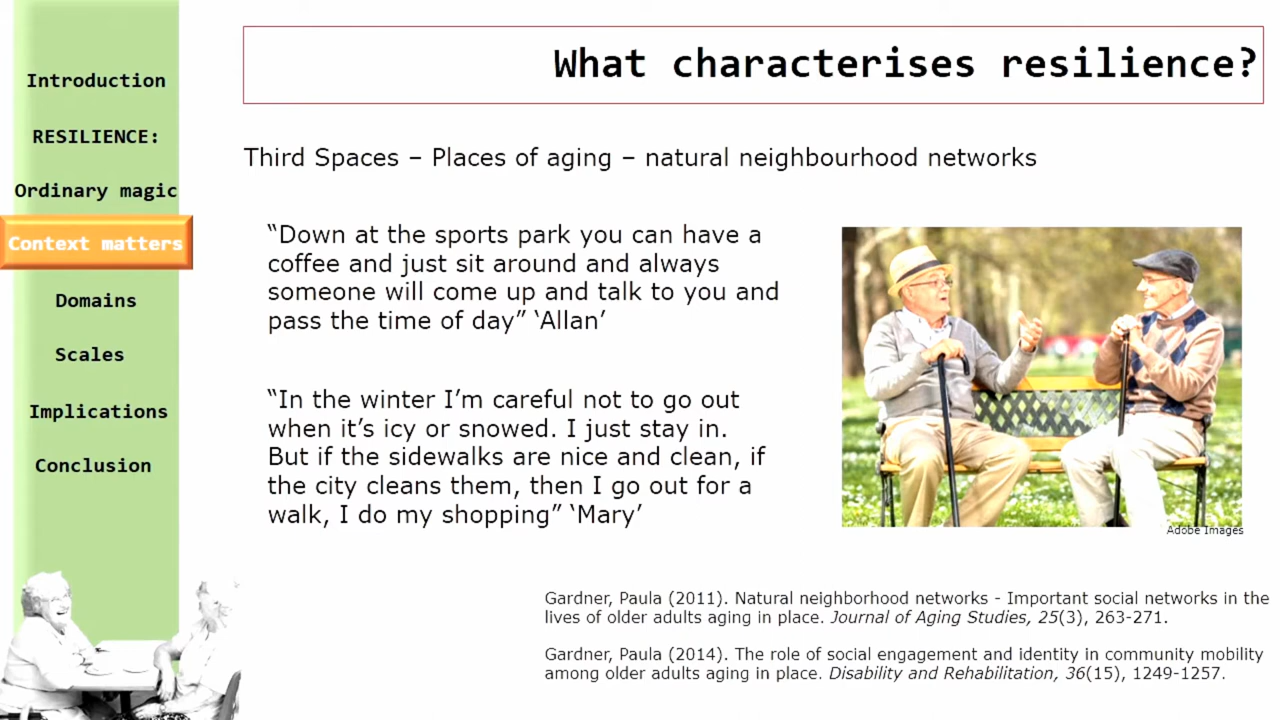 What characterises resilience?
Introduction
RESILIENCE:
Ordinary magic
Context matters
Domains
Scales
Implications
Conclusion
Third Spaces – Places of aging – natural neighbourhood networks
“Down at the sports park you can have a
coffee and just sit around and always
someone will come up and talk to you and
pass the time of day” ‘Allan’
“In the winter I’m careful not to go out
when it’s icy or snowed. I just stay in.
But if the sidewalks are nice and clean, if
the city cleans them, then I go out for a
walk, I do my shopping” ‘Mary’
Adobe Images
Gardner, Paula (2011). Natural neighborhood networks - Important social networks in the
lives of older adults aging in place. Journal of Aging Studies, 25(3), 263-271.
Gardner, Paula (2014). The role of social engagement and identity in community mobility
among older adults aging in place. Disability and Rehabilitation, 36(15), 1249-1257.